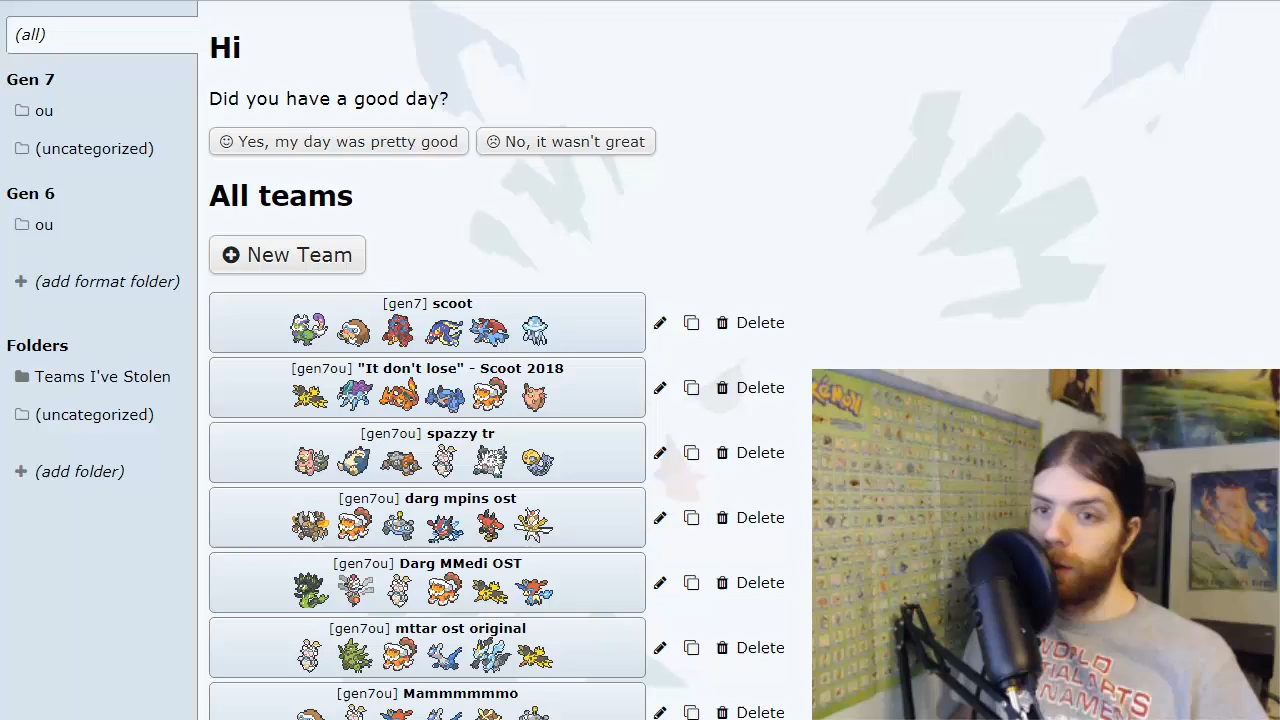 (all)
Gen 7
ou
(uncategorized)
Gen 6
ou
(add format folder)
Folders
Teams I've Stolen
(uncategorized)
(add folder)
Hi
Did you have a good day?
Yes, my day was pretty good
No, it wasn't great
All teams
New Team
[gen7] scoot
Delete
[gen7ou] "It don't lose" - Scoot 2018
Delete
[gen7ou] spazzy tr
Delete
[gen7ou] darg mpins ost
Delete
[gen7ou] Darg MMedi OST
Delete
[gen7ou] mttar ost original
Delete
[gen7ou] Mammmmmmo
Delete
POKéMON
WORLD